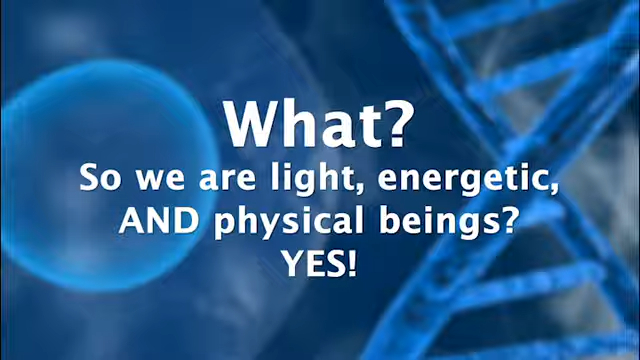 What?
So we are light, energetic,
AND physical beings?
YES!